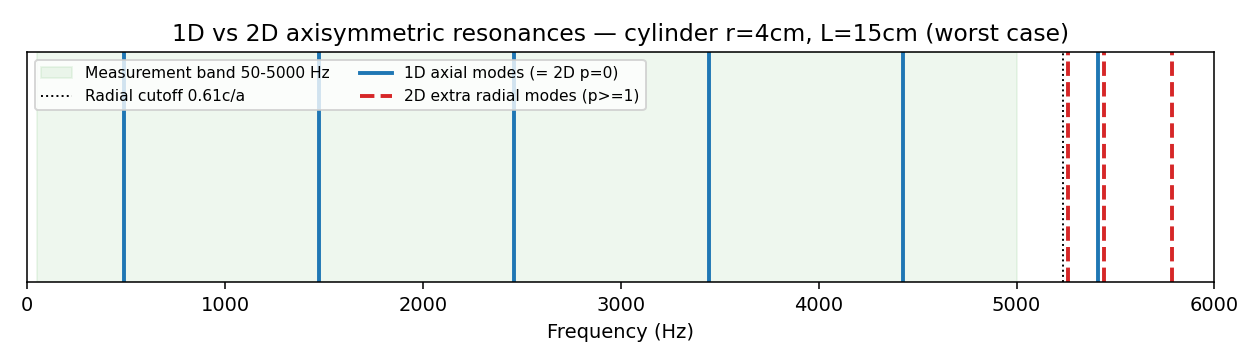 1D vs 2D axisymmetric resonances — cylinder r=4cm, L=15cm (worst case)
Measurement band 50-5000 Hz
Radial cutoff 0.61c/a
1D axial modes (= 2D p=0)
2D extra radial modes (p>=1)
0 1000 2000 3000 4000 5000 6000
Frequency (Hz)